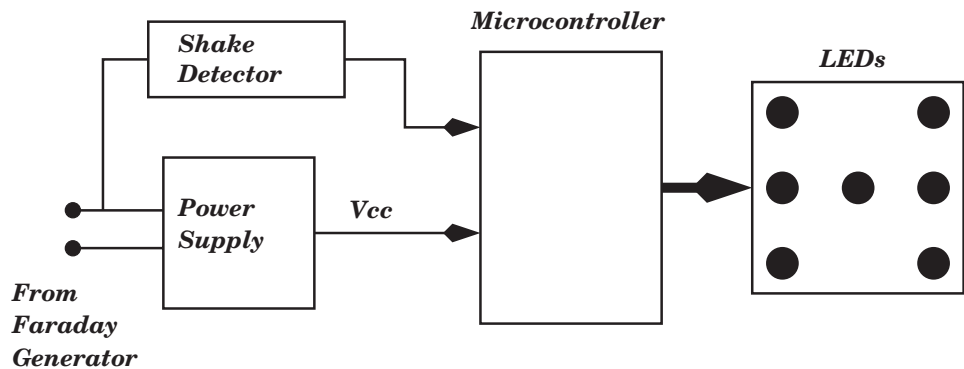 Microcontroller
Shake
Detector
LEDs
Power
Supply
Vcc
From
Faraday
Generator